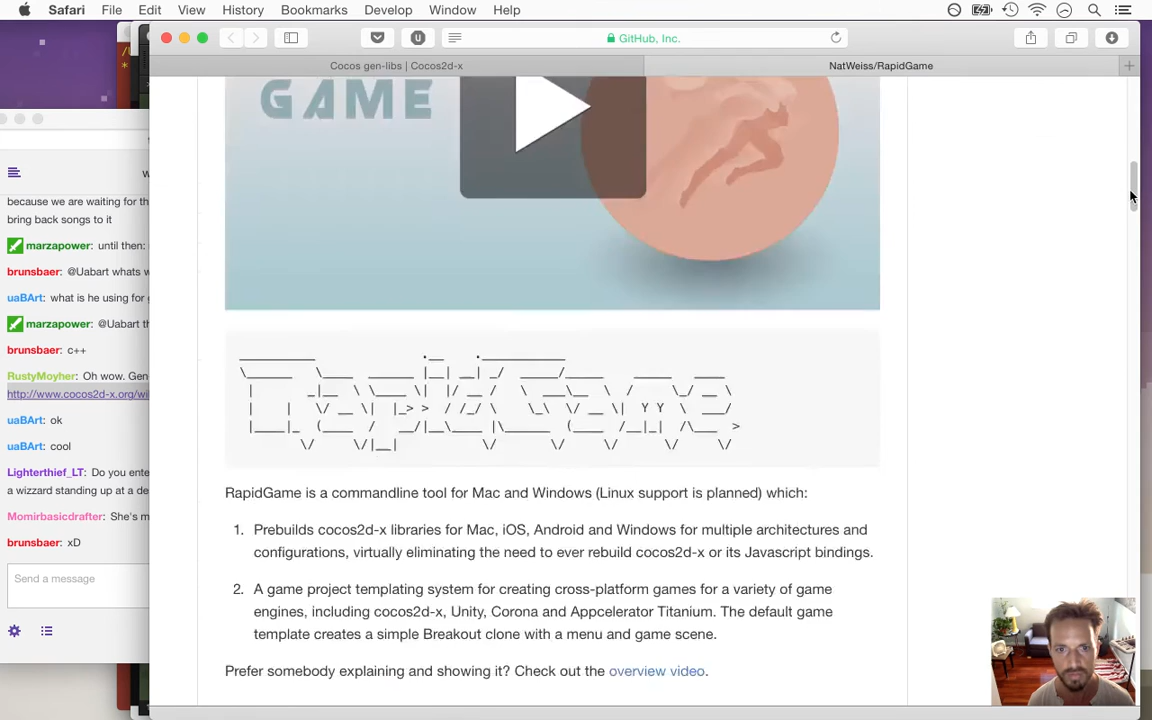 Safari File Edit View History Bookmarks Develop Window Help
GitHub, Inc.
Cocos gen-libs | Cocos2d-x
NatWeiss/RapidGame
GAME
because we are waiting for th
bring back songs to it
marzapower: until then:
brunsbaer: @Uabart whats w
uaBArt: what is he using for g
marzapower: @Uabart th
brunsbaer: c++
RustyMoyher: Oh wow. Gen-
http://www.cocos2d-x.org/wi
uaBArt: ok
uaBArt: cool
Lighterthief_LT: Do you ente
a wizzard standing up at a de
Momirbasicdrafter: She's m
brunsbaer: xD
Send a message
RapidGame is a commandline tool for Mac and Windows (Linux support is planned) which:
1. Prebuilds cocos2d-x libraries for Mac, iOS, Android and Windows for multiple architectures and
configurations, virtually eliminating the need to ever rebuild cocos2d-x or its Javascript bindings.
2. A game project templating system for creating cross-platform games for a variety of game
engines, including cocos2d-x, Unity, Corona and Appcelerator Titanium. The default game
template creates a simple Breakout clone with a menu and game scene.
Prefer somebody explaining and showing it? Check out the overview video.